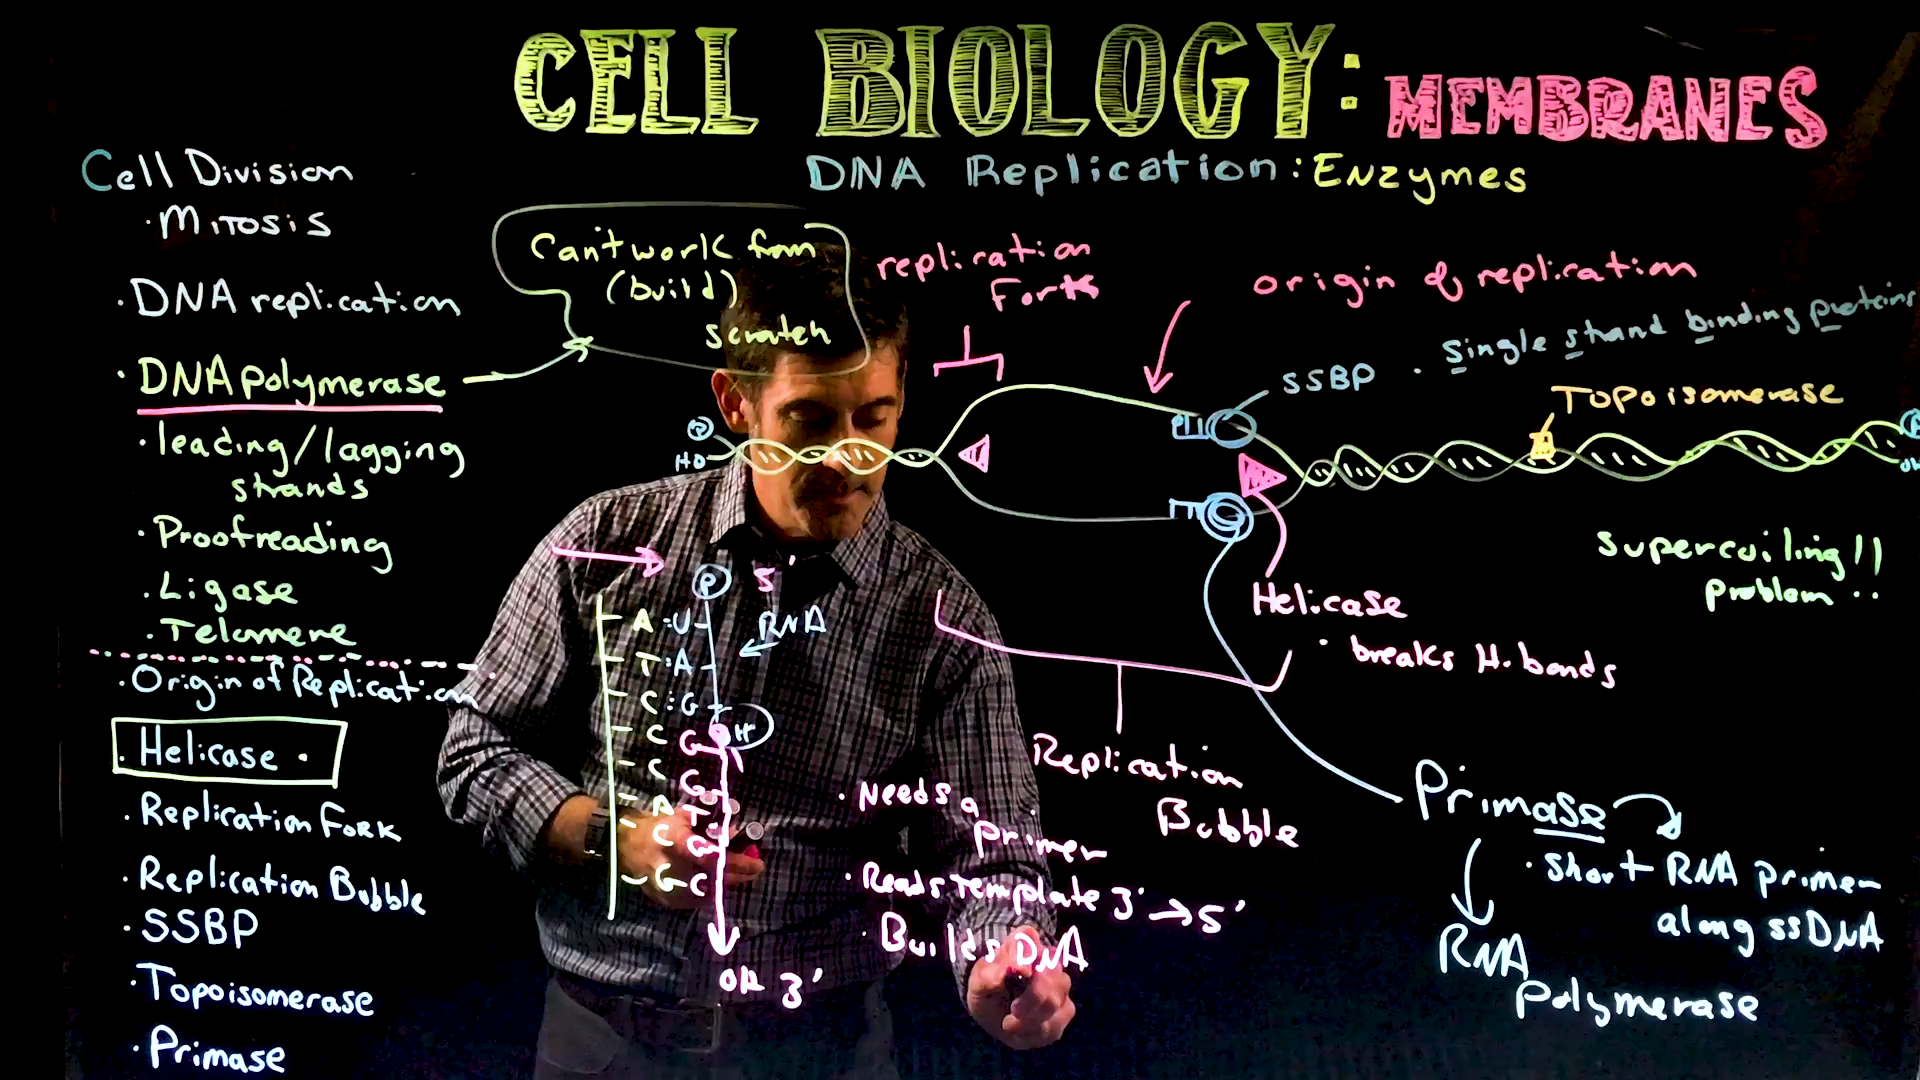 CELL BIOLOGY: MEMBRANES
DNA Replication: Enzymes
Cell Division
· Mitosis
· DNA replication
· DNA polymerase
· leading/lagging
strands
· Proofreading
· Ligase
· Telomere
· Origin of Replication
· Helicase ·
· Replication Fork
· Replication Bubble
· SSBP
· Topoisomerase
· Primase
Can't work from
(build)
scratch
replication
Fork
origin of replication
SSBP · single strand binding proteins
Topoisomerase
P
HO
supercoiling!!
problem ..
Helicase
· breaks H-bonds
Replication
Bubble
Primase
· short RNA primer
along ssDNA
RNA
polymerase
P 5'
RNA
A :U
T:A
C:G
C G
C G
A T
C G
G C
OH 3'
· Needs a
primer
· Reads template 3' → 5'
· Builds DNA